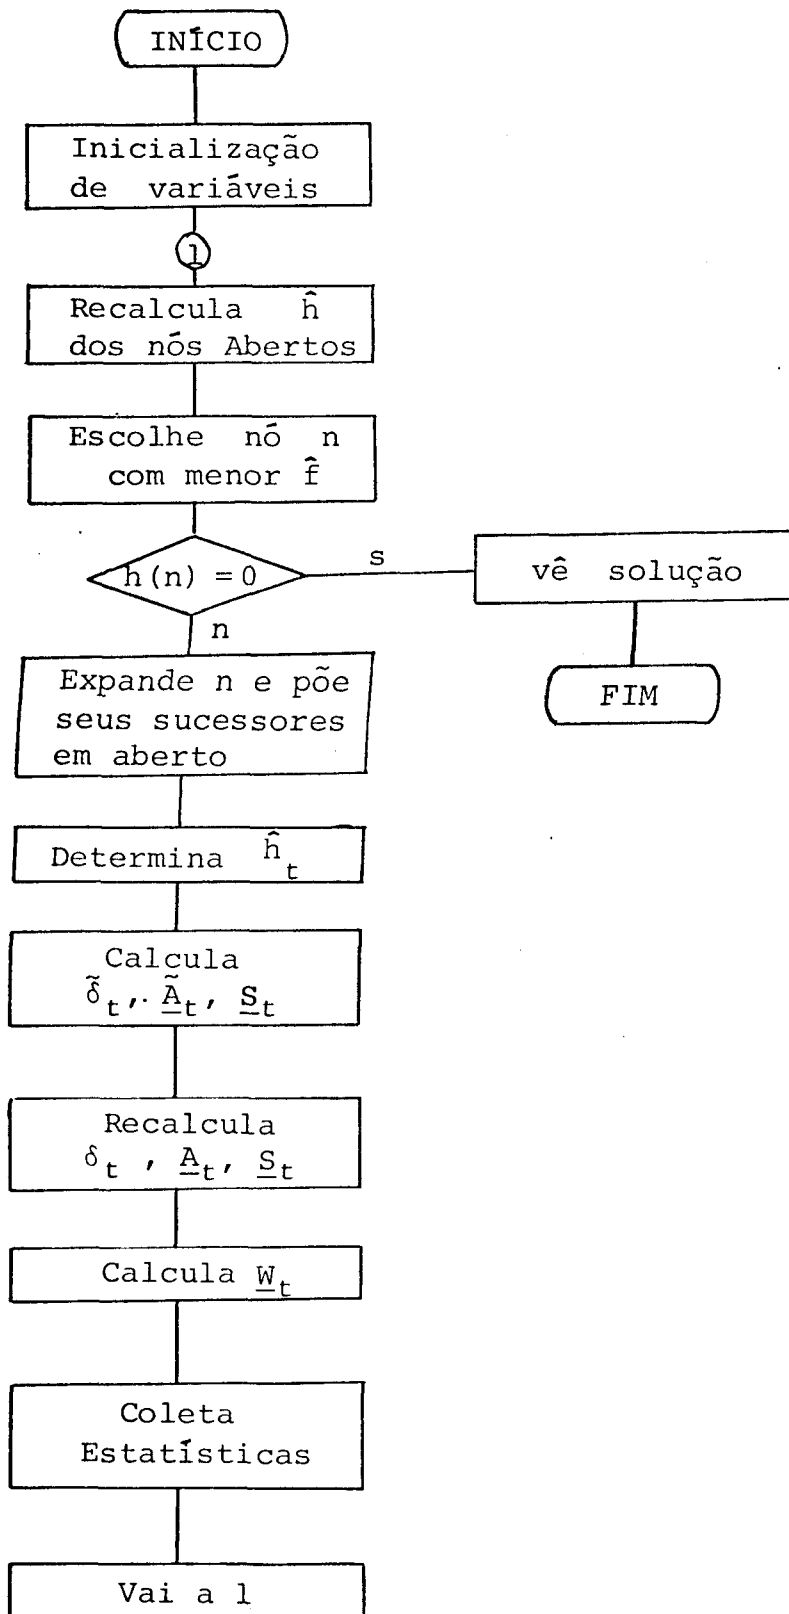 INÍCIO
Inicialização
de variáveis
1
Recalcula ĥ
dos nós Abertos
Escolhe nó n
com menor f̂
h(n) = 0
s
vê solução
n
FIM
Expande n e põe
seus sucessores
em aberto
Determina ĥt
Calcula
δ̃t,. Ã̲t, S̲t
Recalcula
δt , A̲t, S̲t
Calcula W̲t
Coleta
Estatísticas
Vai a 1